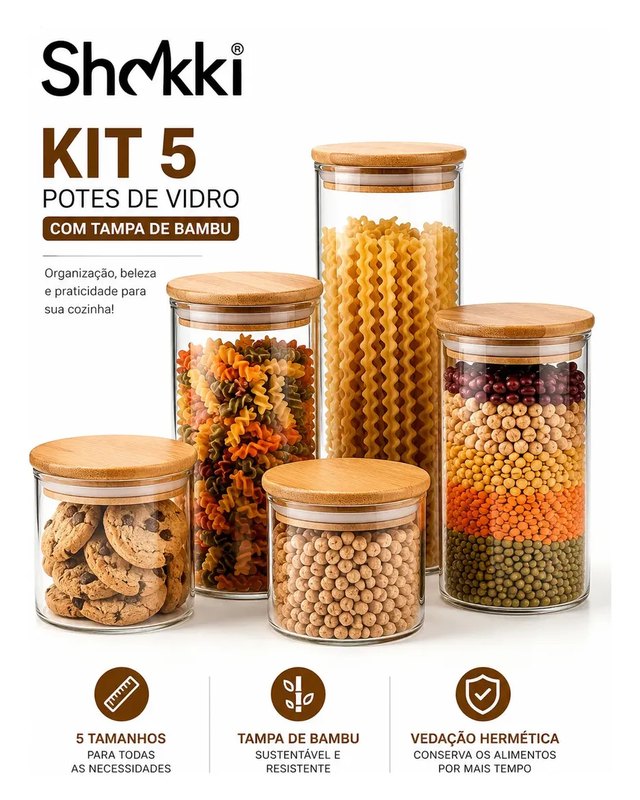 Shokki®
KIT 5
POTES DE VIDRO
COM TAMPA DE BAMBU
Organização, beleza
e praticidade para
sua cozinha!
5 TAMANHOS
PARA TODAS
AS NECESSIDADES
TAMPA DE BAMBU
SUSTENTÁVEL E
RESISTENTE
VEDAÇÃO HERMÉTICA
CONSERVA OS ALIMENTOS
POR MAIS TEMPO